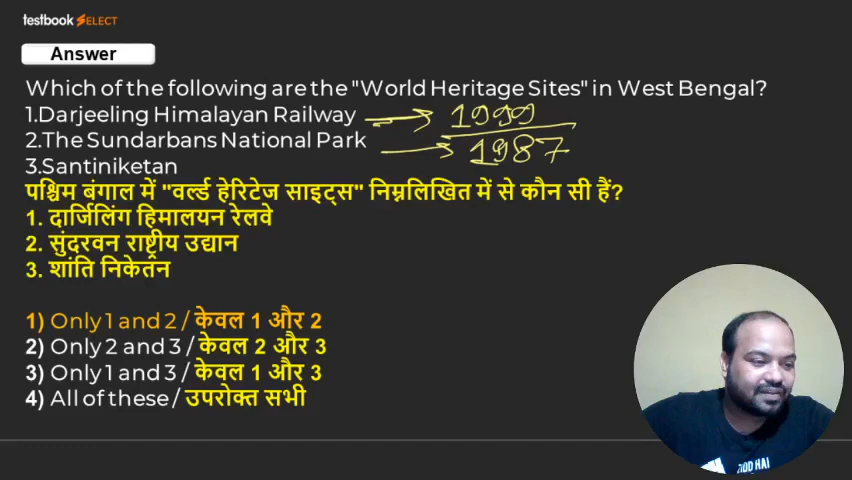 testbook SELECT
Answer
Which of the following are the "World Heritage Sites" in West Bengal?
1.Darjeeling Himalayan Railway 1999
2.The Sundarbans National Park 1987
3.Santiniketan
पश्चिम बंगाल में "वर्ल्ड हेरिटेज साइट्स" निम्नलिखित में से कौन सी हैं?
1. दार्जिलिंग हिमालयन रेलवे
2. सुंदरवन राष्ट्रीय उद्यान
3. शांति निकेतन
1) Only 1 and 2 / केवल 1 और 2
2) Only 2 and 3 / केवल 2 और 3
3) Only 1 and 3 / केवल 1 और 3
4) All of these / उपरोक्त सभी
ZIDD HAI